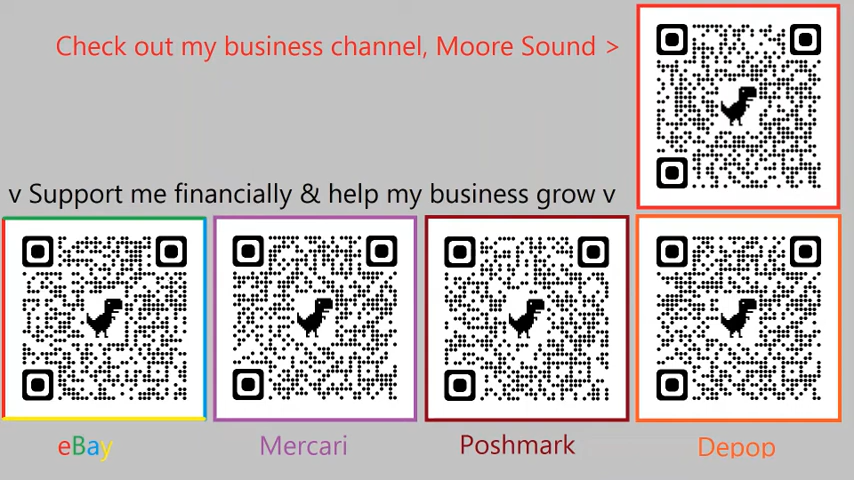 Check out my business channel, Moore Sound >
v Support me financially & help my business grow v
eBay
Mercari
Poshmark
Depop